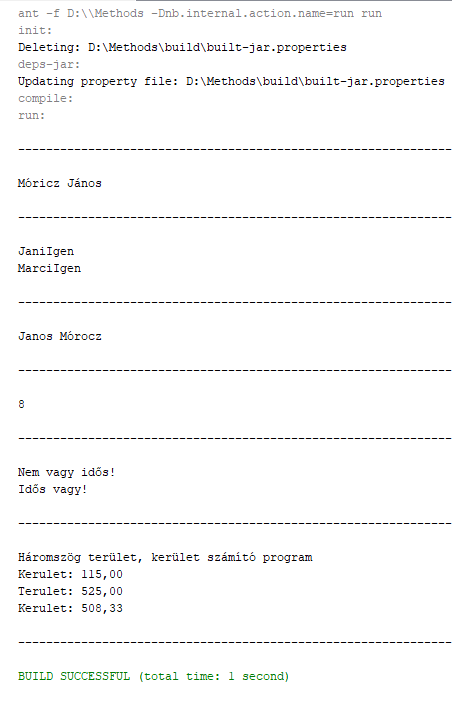 ant -f D:\\Methods -Dnb.internal.action.name=run run
init:
Deleting: D:\Methods\build\built-jar.properties
deps-jar:
Updating property file: D:\Methods\build\built-jar.properties
compile:
run:
--------------------------------------------------------------
Móricz János
--------------------------------------------------------------
JaniIgen
MarciIgen
--------------------------------------------------------------
Janos Mórocz
--------------------------------------------------------------
8
--------------------------------------------------------------
Nem vagy idős!
Idős vagy!
--------------------------------------------------------------
Háromszög terület, kerület számító program
Kerulet: 115,00
Terulet: 525,00
Kerulet: 508,33
--------------------------------------------------------------
BUILD SUCCESSFUL (total time: 1 second)